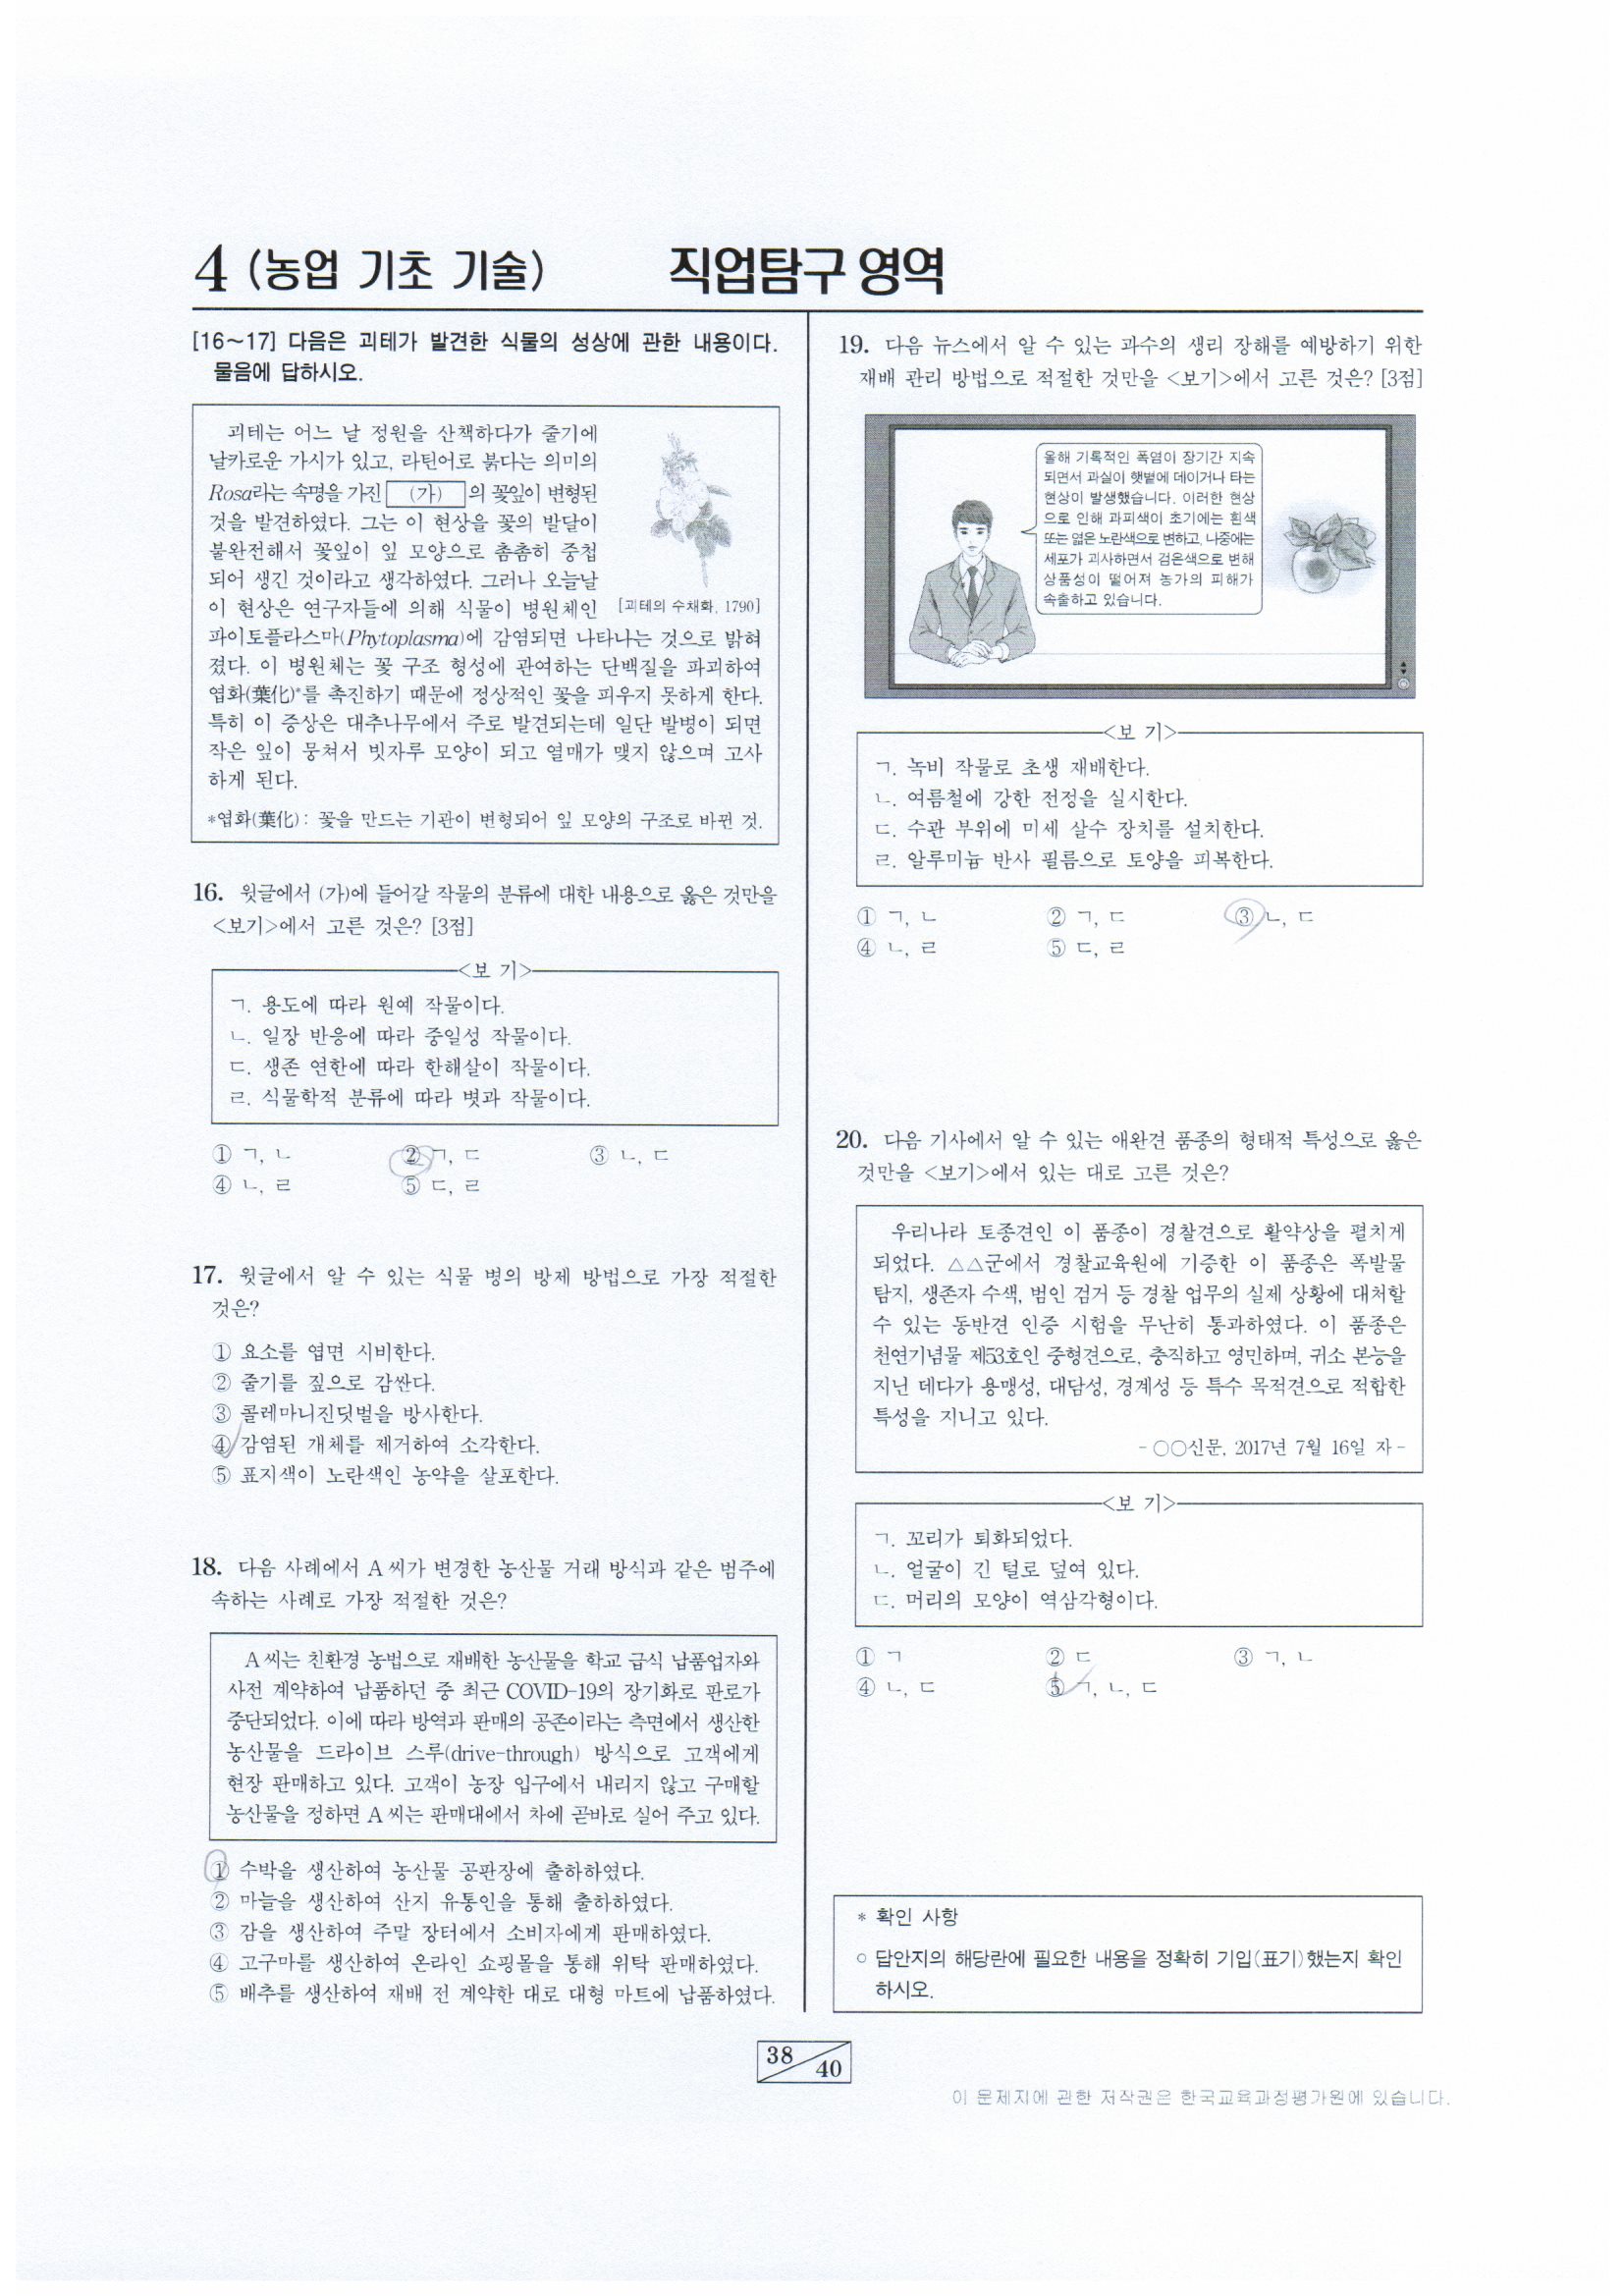 4 (농업 기초 기술)
직업탐구 영역
[16~17] 다음은 괴테가 발견한 식물의 성상에 관한 내용이다.
물음에 답하시오.
괴테는 어느 날 정원을 산책하다가 줄기에
날카로운 가시가 있고, 라틴어로 붉다는 의미의
Rosa라는 속명을 가진 (가) 의 꽃잎이 변형된
것을 발견하였다. 그는 이 현상을 꽃의 발달이
불완전해서 꽃잎이 잎 모양으로 촘촘히 중첩
되어 생긴 것이라고 생각하였다. 그러나 오늘날
이 현상은 연구자들에 의해 식물이 병원체인
[괴테의 수채화, 1790]
파이토플라스마(Phytoplasma)에 감염되면 나타나는 것으로 밝혀
졌다. 이 병원체는 꽃 구조 형성에 관여하는 단백질을 파괴하여
엽화(葉化)*를 촉진하기 때문에 정상적인 꽃을 피우지 못하게 한다.
특히 이 증상은 대추나무에서 주로 발견되는데 일단 발병이 되면
작은 잎이 뭉쳐서 빗자루 모양이 되고 열매가 맺지 않으며 고사
하게 된다.
*엽화(葉化): 꽃을 만드는 기관이 변형되어 잎 모양의 구조로 바뀐 것.
16. 윗글에서 (가)에 들어갈 작물의 분류에 대한 내용으로 옳은 것만을
<보기>에서 고른 것은? [3점]
<보 기>
ㄱ. 용도에 따라 원예 작물이다.
ㄴ. 일장 반응에 따라 중일성 작물이다.
ㄷ. 생존 연한에 따라 한해살이 작물이다.
ㄹ. 식물학적 분류에 따라 볏과 작물이다.
① ㄱ, ㄴ ② ㄱ, ㄷ ③ ㄴ, ㄷ
④ ㄴ, ㄹ ⑤ ㄷ, ㄹ
17. 윗글에서 알 수 있는 식물 병의 방제 방법으로 가장 적절한
것은?
① 요소를 엽면 시비한다.
② 줄기를 짚으로 감싼다.
③ 콜레마니진딧벌을 방사한다.
④ 감염된 개체를 제거하여 소각한다.
⑤ 표지색이 노란색인 농약을 살포한다.
18. 다음 사례에서 A 씨가 변경한 농산물 거래 방식과 같은 범주에
속하는 사례로 가장 적절한 것은?
A 씨는 친환경 농법으로 재배한 농산물을 학교 급식 납품업자와
사전 계약하여 납품하던 중 최근 COVID-19의 장기화로 판로가
중단되었다. 이에 따라 방역과 판매의 공존이라는 측면에서 생산한
농산물을 드라이브 스루(drive-through) 방식으로 고객에게
현장 판매하고 있다. 고객이 농장 입구에서 내리지 않고 구매할
농산물을 정하면 A 씨는 판매대에서 차에 곧바로 실어 주고 있다.
① 수박을 생산하여 농산물 공판장에 출하하였다.
② 마늘을 생산하여 산지 유통인을 통해 출하하였다.
③ 감을 생산하여 주말 장터에서 소비자에게 판매하였다.
④ 고구마를 생산하여 온라인 쇼핑몰을 통해 위탁 판매하였다.
⑤ 배추를 생산하여 재배 전 계약한 대로 대형 마트에 납품하였다.
19. 다음 뉴스에서 알 수 있는 과수의 생리 장해를 예방하기 위한
재배 관리 방법으로 적절한 것만을 <보기>에서 고른 것은? [3점]
올해 기록적인 폭염이 장기간 지속
되면서 과실이 햇볕에 데이거나 타는
현상이 발생했습니다. 이러한 현상
으로 인해 과피색이 초기에는 흰색
또는 엷은 노란색으로 변하고, 나중에는
세포가 괴사하면서 검은색으로 변해
상품성이 떨어져 농가의 피해가
속출하고 있습니다.
<보 기>
ㄱ. 녹비 작물로 초생 재배한다.
ㄴ. 여름철에 강한 전정을 실시한다.
ㄷ. 수관 부위에 미세 살수 장치를 설치한다.
ㄹ. 알루미늄 반사 필름으로 토양을 피복한다.
① ㄱ, ㄴ ② ㄱ, ㄷ ③ ㄴ, ㄷ
④ ㄴ, ㄹ ⑤ ㄷ, ㄹ
20. 다음 기사에서 알 수 있는 애완견 품종의 형태적 특성으로 옳은
것만을 <보기>에서 있는 대로 고른 것은?
우리나라 토종견인 이 품종이 경찰견으로 활약상을 펼치게
되었다. △△군에서 경찰교육원에 기증한 이 품종은 폭발물
탐지, 생존자 수색, 범인 검거 등 경찰 업무의 실제 상황에 대처할
수 있는 동반견 인증 시험을 무난히 통과하였다. 이 품종은
천연기념물 제53호인 중형견으로, 충직하고 영민하며, 귀소 본능을
지닌 데다가 용맹성, 대담성, 경계성 등 특수 목적견으로 적합한
특성을 지니고 있다.
- ○○신문, 2017년 7월 16일 자 -
<보 기>
ㄱ. 꼬리가 퇴화되었다.
ㄴ. 얼굴이 긴 털로 덮여 있다.
ㄷ. 머리의 모양이 역삼각형이다.
① ㄱ ② ㄷ ③ ㄱ, ㄴ
④ ㄴ, ㄷ ⑤ ㄱ, ㄴ, ㄷ
* 확인 사항
○ 답안지의 해당란에 필요한 내용을 정확히 기입(표기)했는지 확인
하시오.
38 40
이 문제지에 관한 저작권은 한국교육과정평가원에 있습니다.